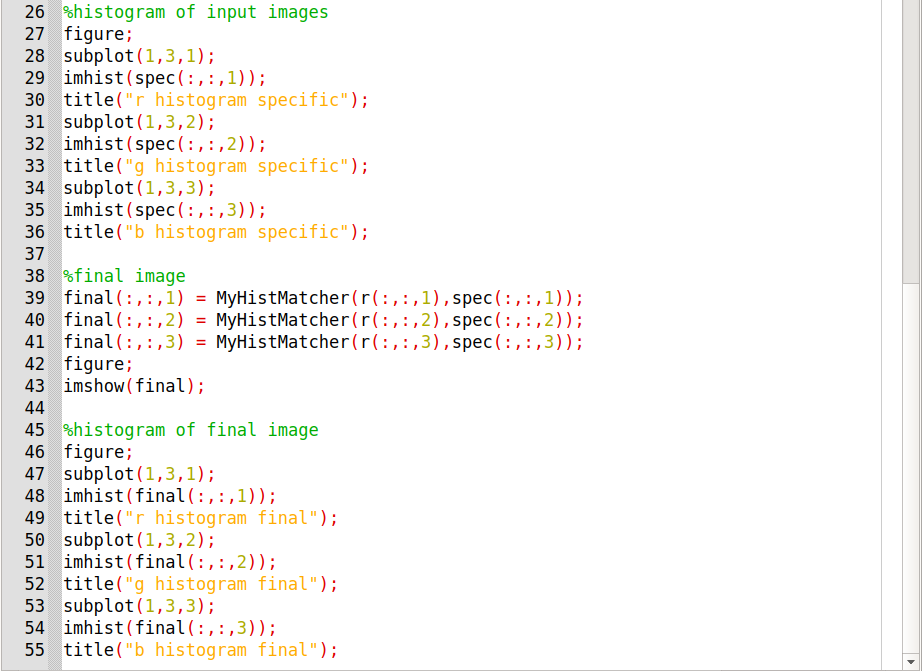 26 %histogram of input images
27 figure;
28 subplot(1,3,1);
29 imhist(spec(:,:,1));
30 title("r histogram specific");
31 subplot(1,3,2);
32 imhist(spec(:,:,2));
33 title("g histogram specific");
34 subplot(1,3,3);
35 imhist(spec(:,:,3));
36 title("b histogram specific");
37
38 %final image
39 final(:,:,1) = MyHistMatcher(r(:,:,1),spec(:,:,1));
40 final(:,:,2) = MyHistMatcher(r(:,:,2),spec(:,:,2));
41 final(:,:,3) = MyHistMatcher(r(:,:,3),spec(:,:,3));
42 figure;
43 imshow(final);
44
45 %histogram of final image
46 figure;
47 subplot(1,3,1);
48 imhist(final(:,:,1));
49 title("r histogram final");
50 subplot(1,3,2);
51 imhist(final(:,:,2));
52 title("g histogram final");
53 subplot(1,3,3);
54 imhist(final(:,:,3));
55 title("b histogram final");